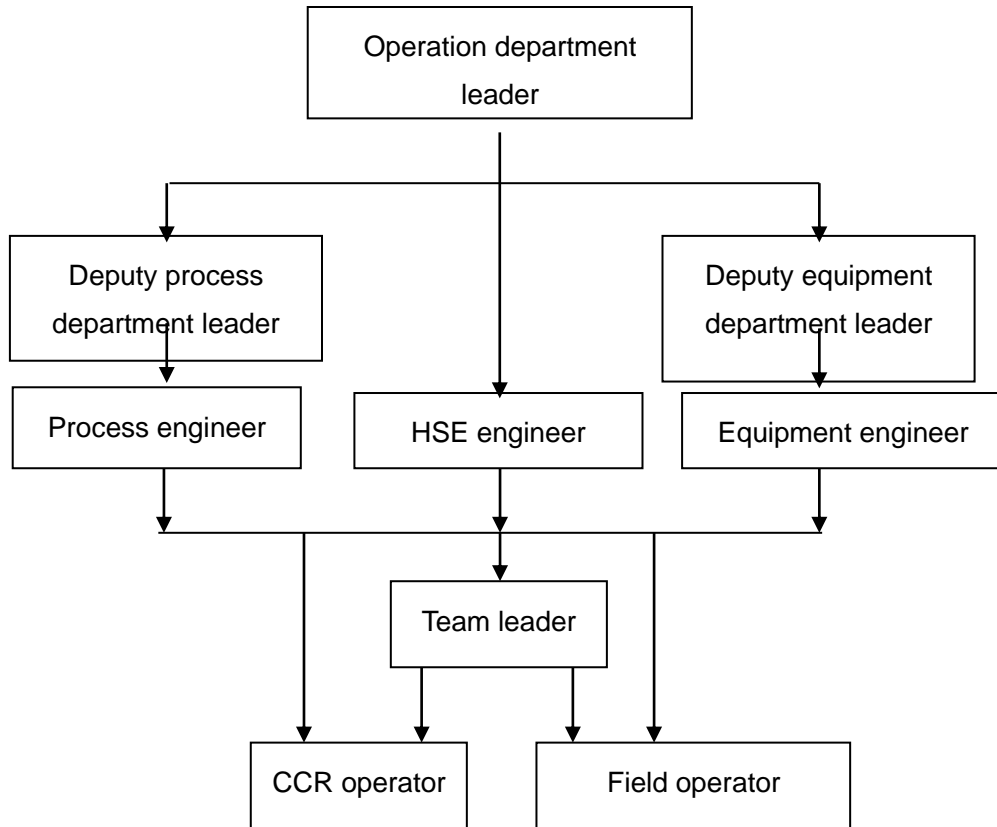 Operation department
leader
Deputy process
department leader
Deputy equipment
department leader
Process engineer
HSE engineer
Equipment engineer
Team leader
CCR operator
Field operator